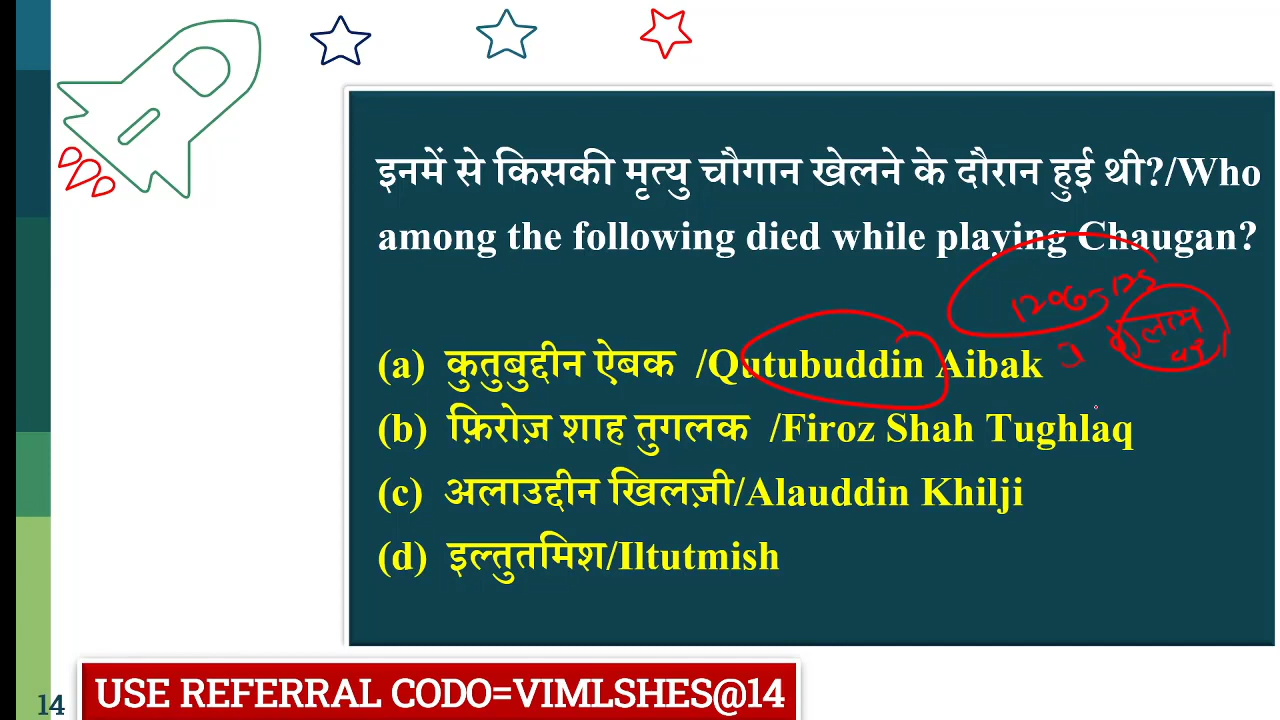 इनमें से किसकी मृत्यु चौगान खेलने के दौरान हुई थी?/Who
among the following died while playing Chaugan?
(a) कुतुबुद्दीन ऐबक /Qutubuddin Aibak
(b) फ़िरोज़ शाह तुगलक /Firoz Shah Tughlaq
(c) अलाउद्दीन खिलज़ी/Alauddin Khilji
(d) इल्तुतमिश/Iltutmish
14
USE REFERRAL CODO=VIMLSHES@14